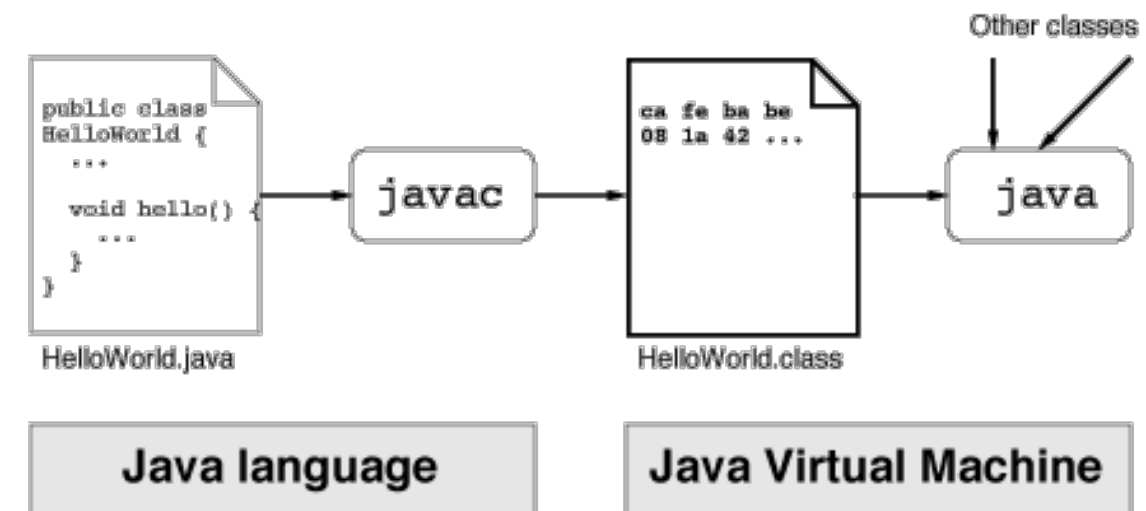 Other classes
public class
HelloWorld {
...
void hello() {
...
}
}
javac
ca fe ba be
08 1a 42 ...
java
HelloWorld.java
HelloWorld.class
Java language
Java Virtual Machine